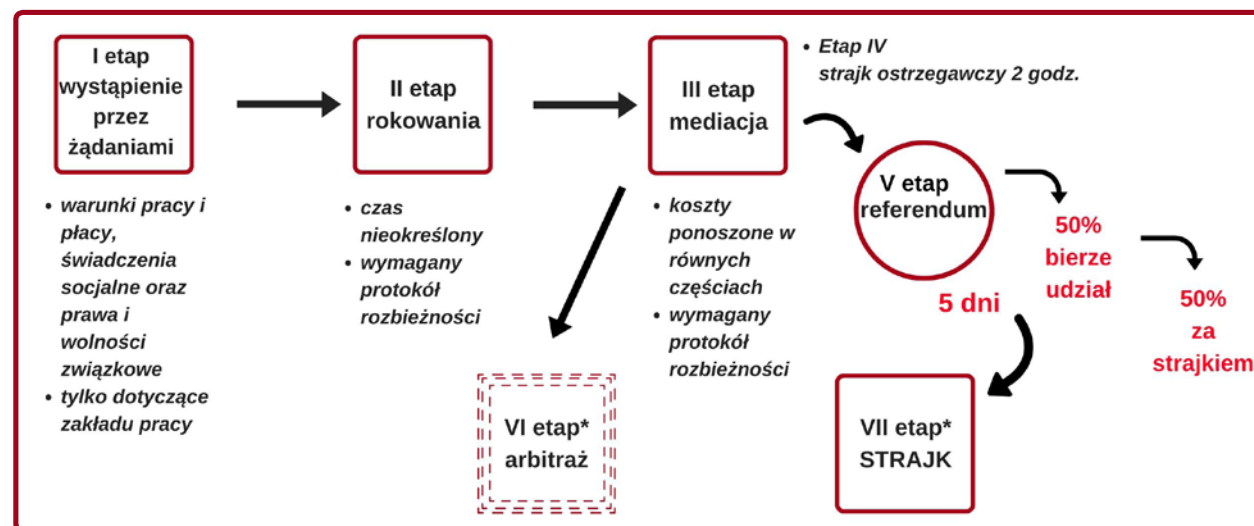 I etap
wystąpienie
przez
żądaniami
• warunki pracy i
płacy,
świadczenia
socjalne oraz
prawa i
wolności
związkowe
• tylko dotyczące
zakładu pracy
II etap
rokowania
• czas
nieokreślony
• wymagany
protokół
rozbieżności
III etap
mediacja
• koszty
ponoszone w
równych
częściach
• wymagany
protokół
rozbieżności
• Etap IV
strajk ostrzegawczy 2 godz.
V etap
referendum
5 dni
50%
bierze
udział
50%
za
strajkiem
VI etap*
arbitraż
VII etap*
STRAJK